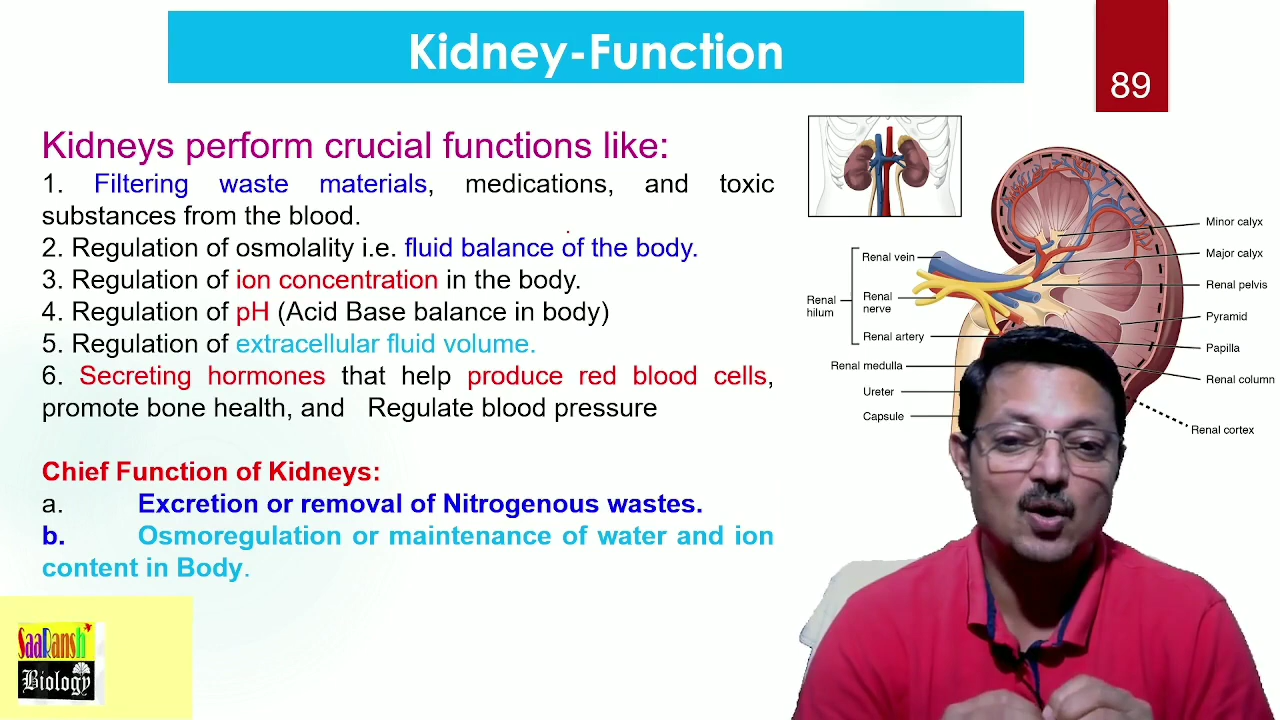 Kidney-Function
89
Kidneys perform crucial functions like:
1. Filtering waste materials, medications, and toxic
substances from the blood.
2. Regulation of osmolality i.e. fluid balance of the body.
3. Regulation of ion concentration in the body.
4. Regulation of pH (Acid Base balance in body)
5. Regulation of extracellular fluid volume.
6. Secreting hormones that help produce red blood cells,
promote bone health, and Regulate blood pressure
Chief Function of Kidneys:
a. Excretion or removal of Nitrogenous wastes.
b. Osmoregulation or maintenance of water and ion
content in Body.
Renal vein
Renal
hilum
Renal
nerve
Renal artery
Renal medulla
Ureter
Capsule
Minor calyx
Major calyx
Renal pelvis
Pyramid
Papilla
Renal column
Renal cortex
SaaRansh
Biology